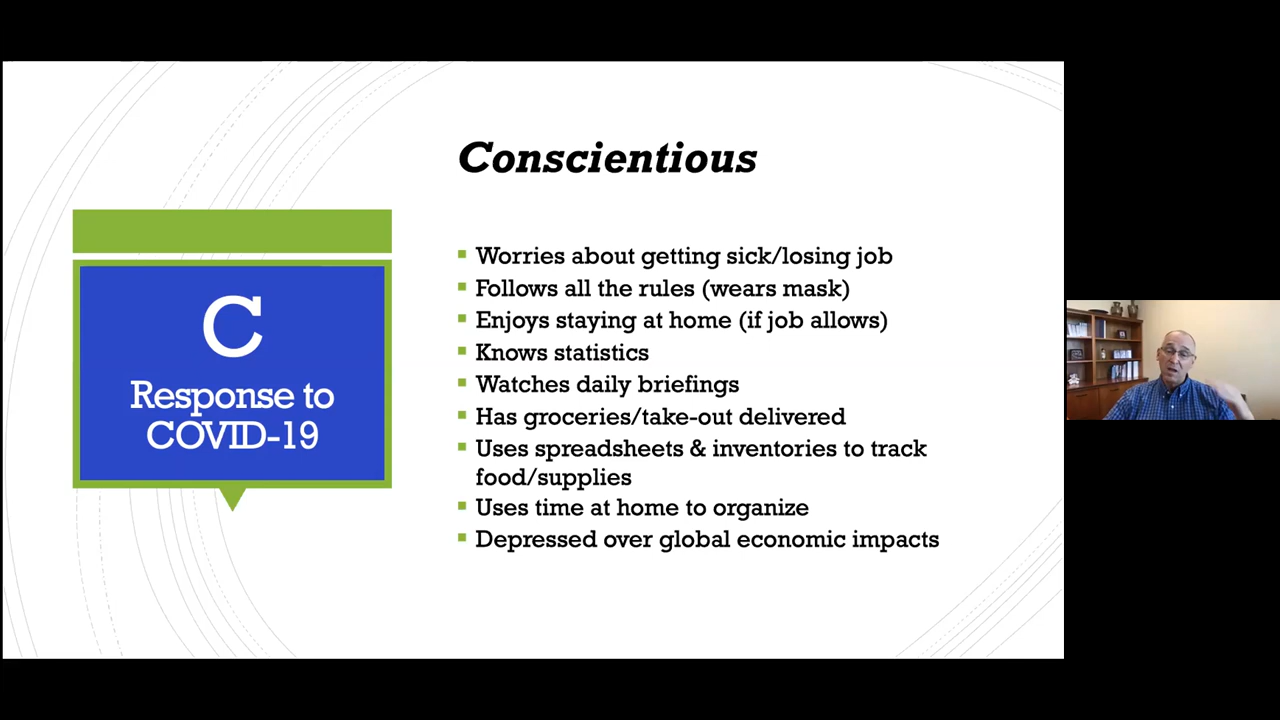 Conscientious
C
Response to
COVID-19
Worries about getting sick/losing job
Follows all the rules (wears mask)
Enjoys staying at home (if job allows)
Knows statistics
Watches daily briefings
Has groceries/take-out delivered
Uses spreadsheets & inventories to track
food/supplies
Uses time at home to organize
Depressed over global economic impacts